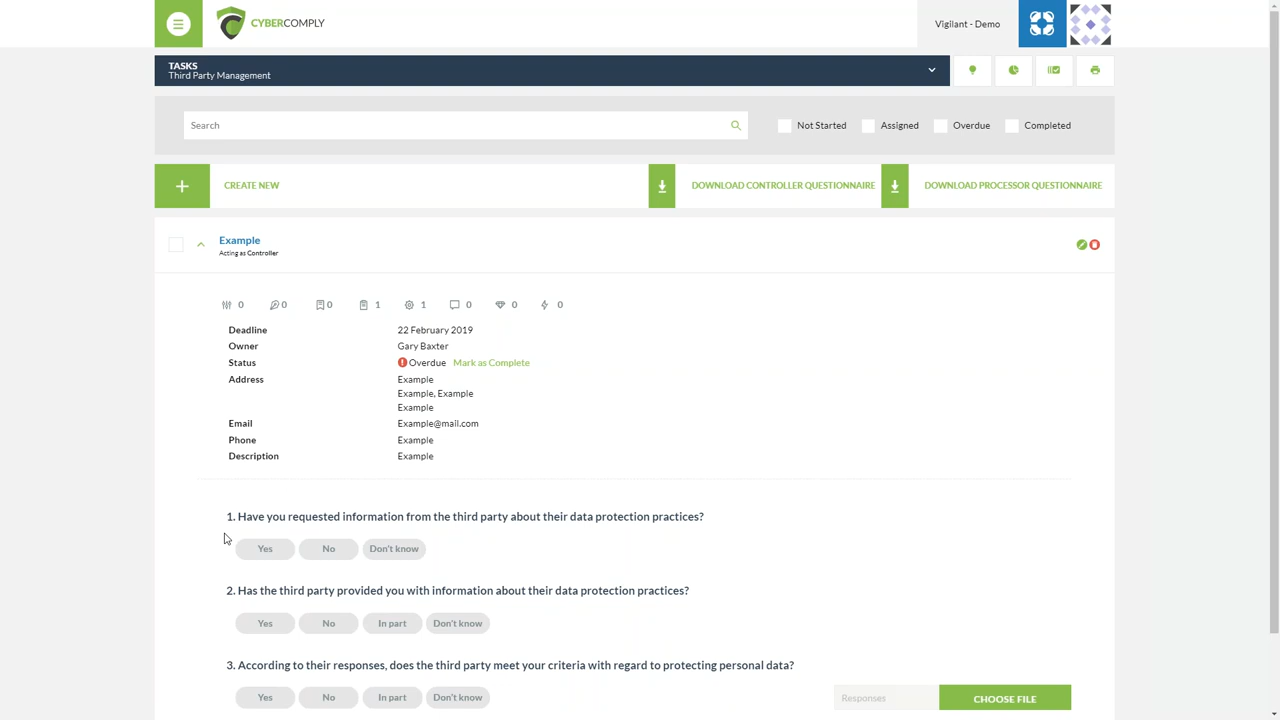 CYBERCOMPLY
Vigilant - Demo
TASKS
Third Party Management
Search
Not Started
Assigned
Overdue
Completed
CREATE NEW
DOWNLOAD CONTROLLER QUESTIONNAIRE
DOWNLOAD PROCESSOR QUESTIONNAIRE
Example
Acting as Controller
0 0 0 1 1 0 0 0
Deadline 22 February 2019
Owner Gary Baxter
Status Overdue Mark as Complete
Address Example
Example, Example
Example
Email Example@mail.com
Phone Example
Description Example
1. Have you requested information from the third party about their data protection practices?
Yes No Don't know
2. Has the third party provided you with information about their data protection practices?
Yes No In part Don't know
3. According to their responses, does the third party meet your criteria with regard to protecting personal data?
Yes No In part Don't know
Responses CHOOSE FILE